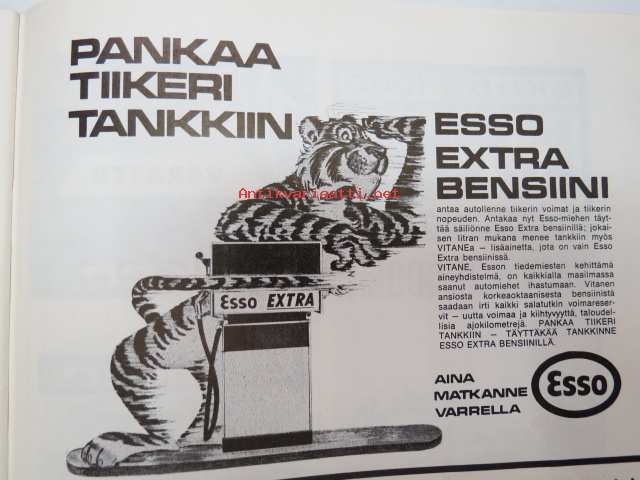 PANKAA
TIIKERI
TANKKIIN
ESSO
EXTRA
BENSIINI
antaa autollenne tiikerin voimat ja tiikerin
nopeuden. Antakaa nyt Esso-miehen täyt-
tää säiliönne Esso Extra bensiinillä; jokai-
sen litran mukana menee tankkiin myös
VITANEa – lisäainetta, jota on vain Esso
Extra bensiinissä.
VITANE, Esson tiedemiesten kehittämä
aineyhdistelmä, on kaikkialla maailmassa
saanut automiehet ihastumaan. Vitanen
ansiosta korkeaoktaanisesta bensiinistä
saadaan irti kaikki salatutkin voimareser-
vit – uutta voimaa ja kiihtyvyyttä, taloudel-
lisia ajokilometrejä. PANKAA TIIKERI
TANKKIIN – TÄYTTÄKÄÄ TANKKINNE
ESSO EXTRA BENSIINILLÄ.
Esso EXTRA
AINA
MATKANNE
VARRELLA
Esso
Antikvariaatti.net